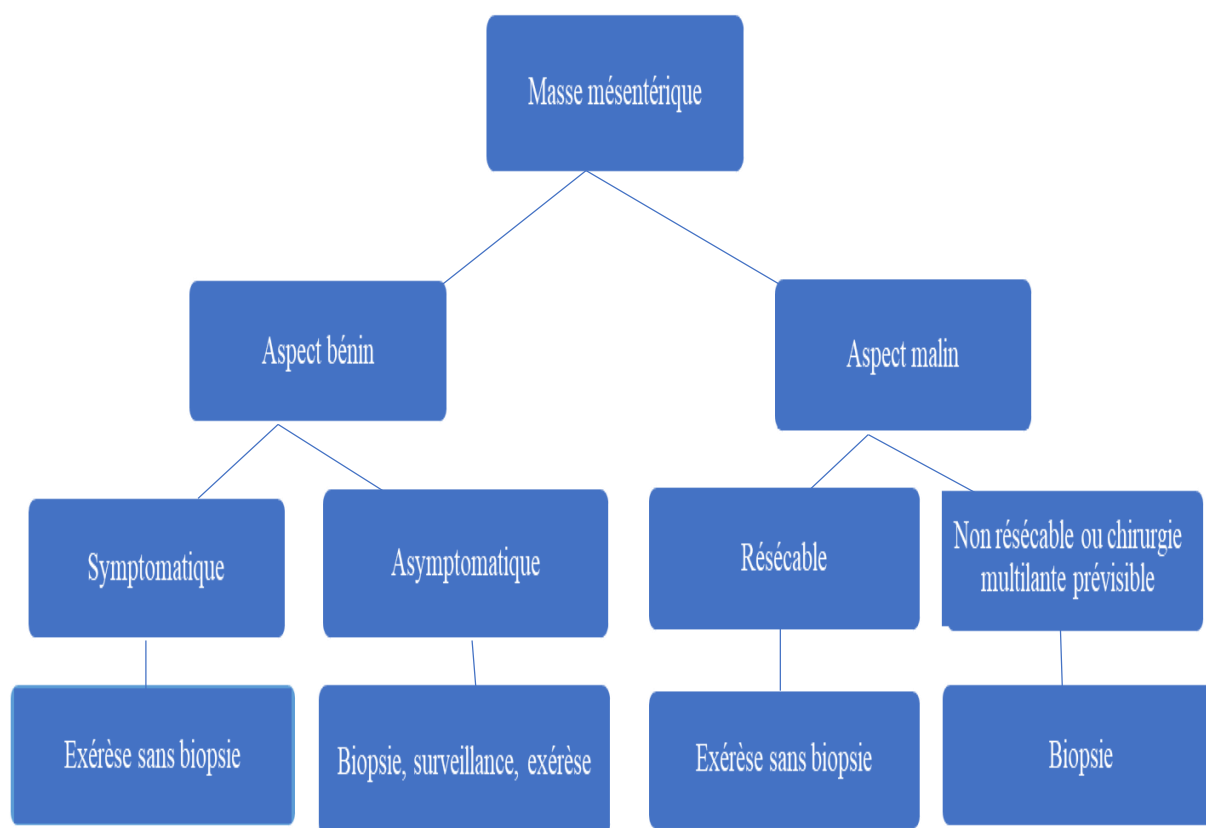 Masse mésentérique
Aspect bénin
Aspect malin
Symptomatique
Asymptomatique
Résécable
Non résécable ou chirurgie
multilante prévisible
Exérèse sans biopsie
Biopsie, surveillance, exérèse
Exérèse sans biopsie
Biopsie